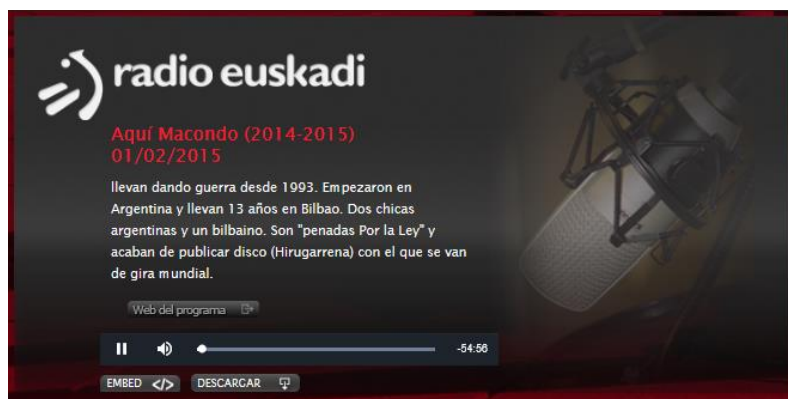 radio euskadi
Aquí Macondo (2014-2015)
01/02/2015
llevan dando guerra desde 1993. Empezaron en
Argentina y llevan 13 años en Bilbao. Dos chicas
argentinas y un bilbaino. Son "penadas Por la Ley" y
acaban de publicar disco (Hirugarrena) con el que se van
de gira mundial.
Web del programa
-54:56
EMBED </> DESCARGAR